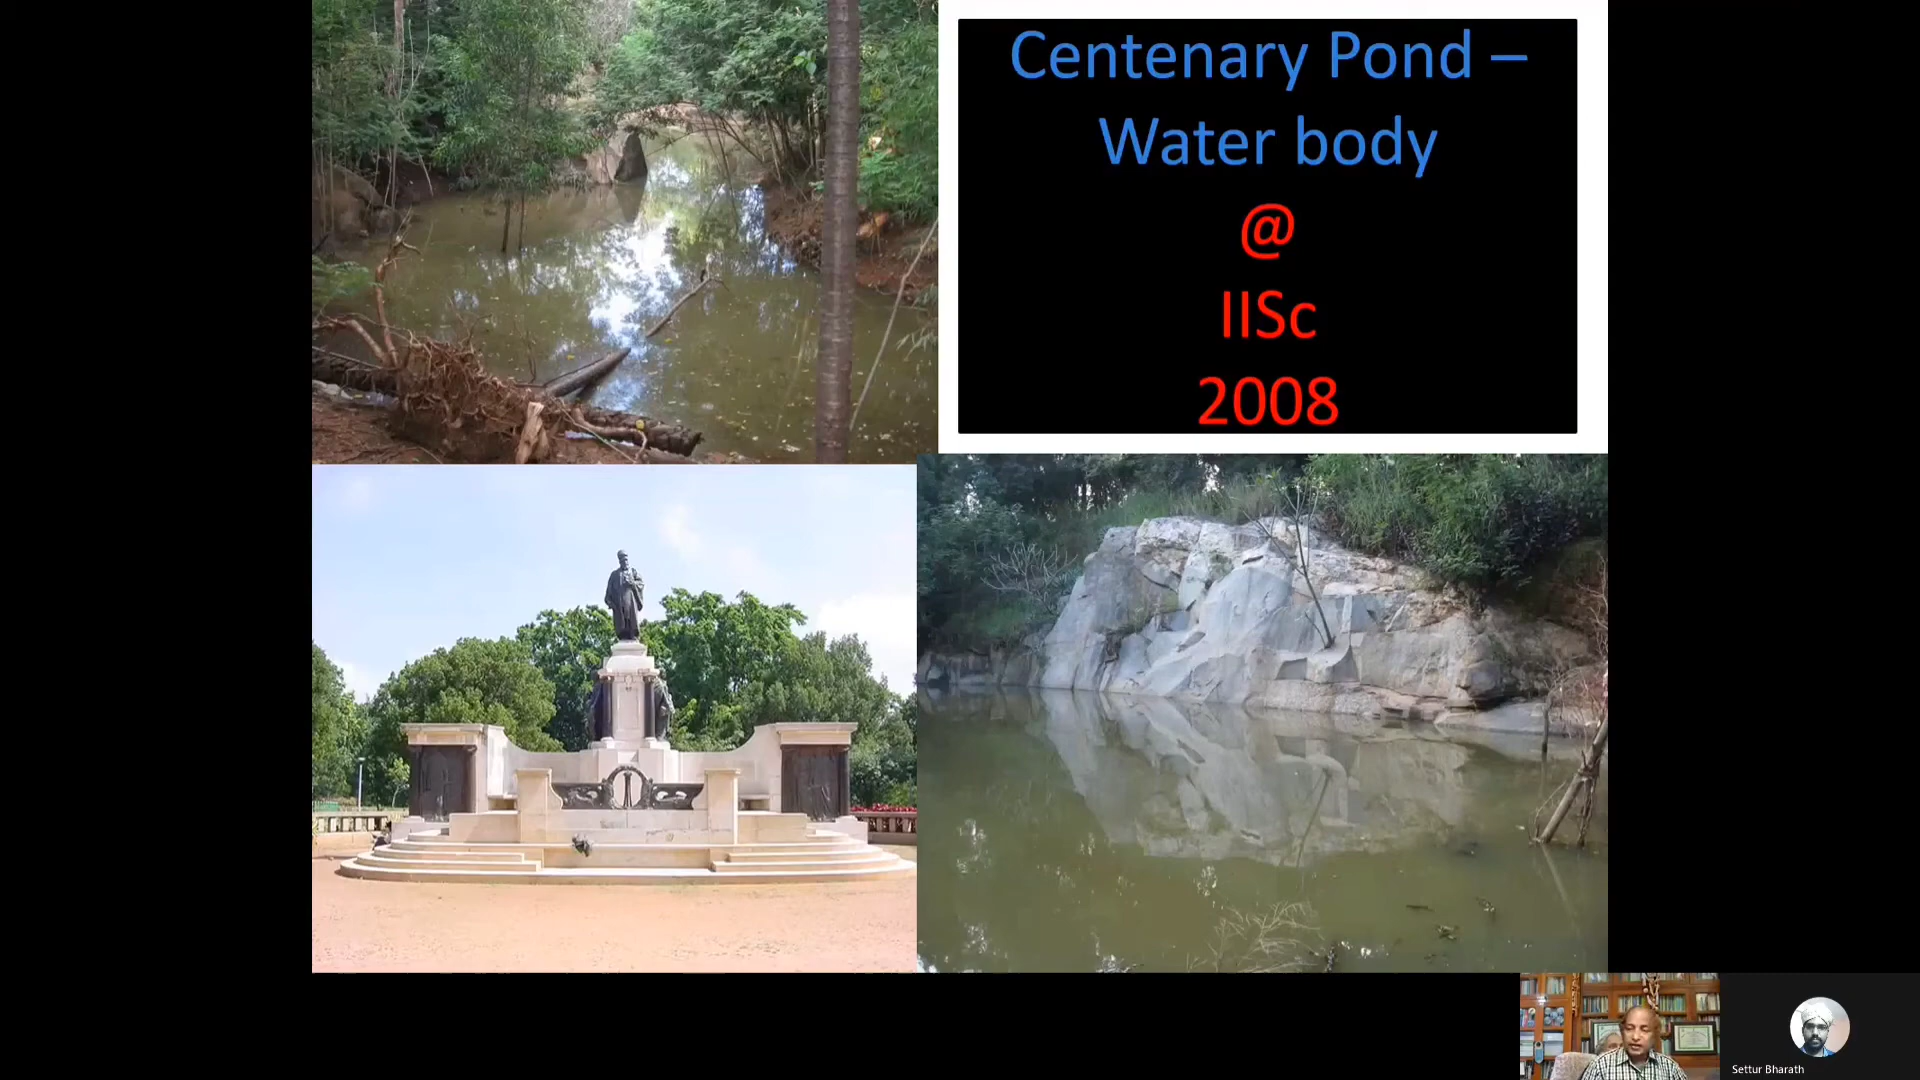 Centenary Pond –
Water body
@
IISc
2008
Settur Bharath